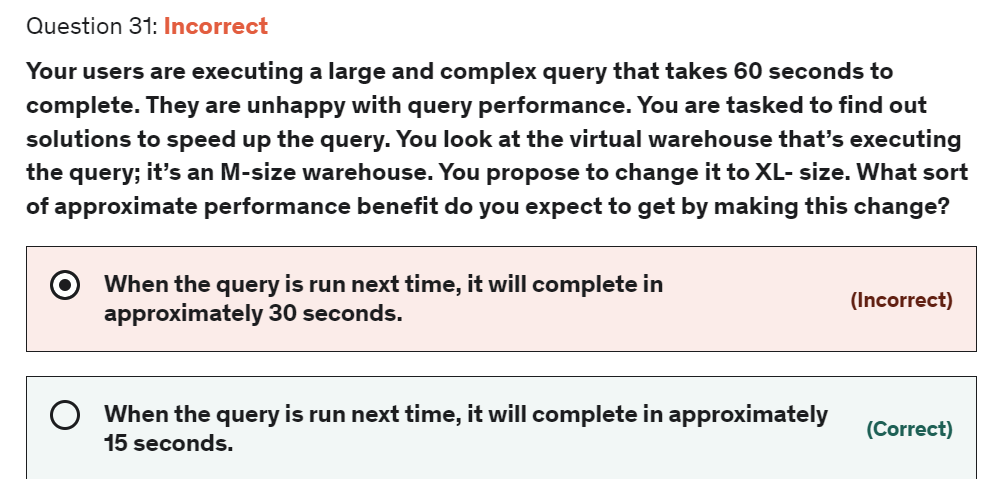 Question 31: Incorrect
Your users are executing a large and complex query that takes 60 seconds to
complete. They are unhappy with query performance. You are tasked to find out
solutions to speed up the query. You look at the virtual warehouse that’s executing
the query; it’s an M-size warehouse. You propose to change it to XL- size. What sort
of approximate performance benefit do you expect to get by making this change?
When the query is run next time, it will complete in
approximately 30 seconds.
(Incorrect)
When the query is run next time, it will complete in approximately
15 seconds.
(Correct)